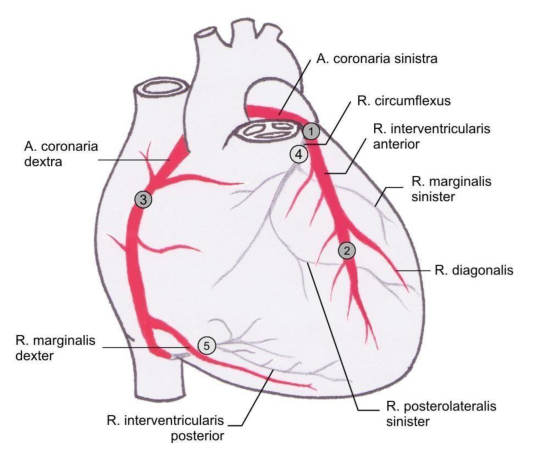 A. coronaria sinistra
R. circumflexus
R. interventricularis
anterior
A. coronaria
dextra
R. marginalis
sinister
R. diagonalis
R. marginalis
dexter
R. interventricularis
posterior
R. posterolateralis
sinister
1
4
3
2
5